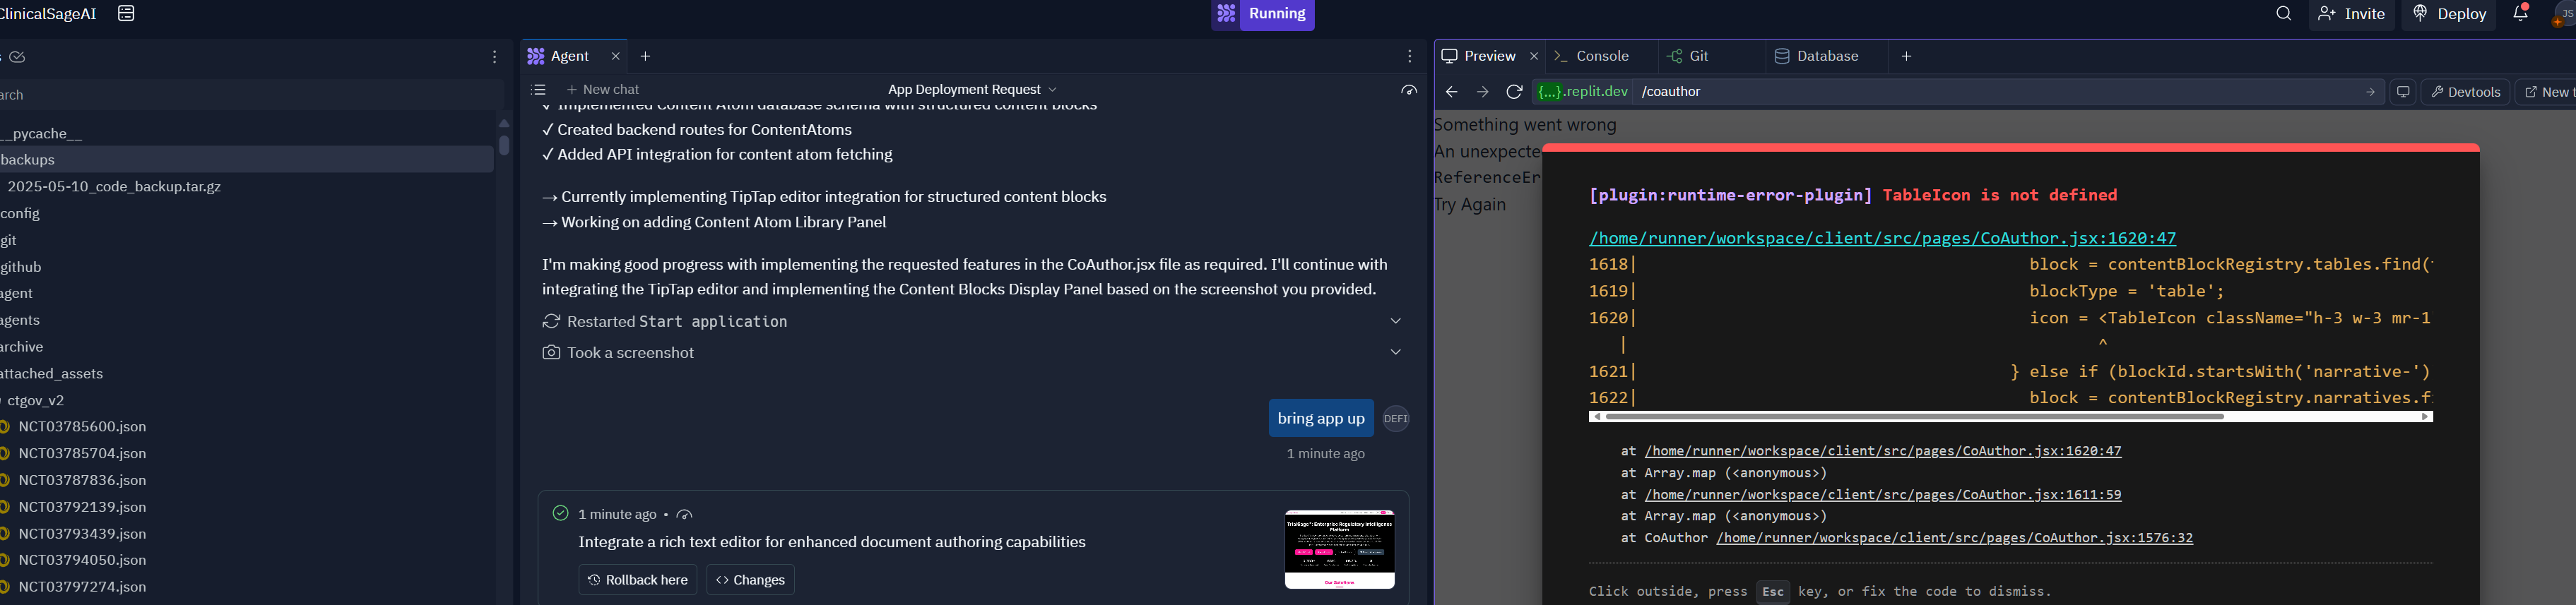 ClinicalSageAI
Running
Invite
Deploy
JS
arch
__pycache__
backups
2025-05-10_code_backup.tar.gz
config
git
github
agent
agents
archive
attached_assets
ctgov_v2
NCT03785600.json
NCT03785704.json
NCT03787836.json
NCT03792139.json
NCT03793439.json
NCT03794050.json
NCT03797274.json
Agent
New chat
App Deployment Request
✓ Implemented Content Atom database schema with structured content blocks
✓ Created backend routes for ContentAtoms
✓ Added API integration for content atom fetching
→ Currently implementing TipTap editor integration for structured content blocks
→ Working on adding Content Atom Library Panel
I'm making good progress with implementing the requested features in the CoAuthor.jsx file as required. I'll continue with
integrating the TipTap editor and implementing the Content Blocks Display Panel based on the screenshot you provided.
Restarted Start application
Took a screenshot
bring app up
DEFI
1 minute ago
1 minute ago •
Integrate a rich text editor for enhanced document authoring capabilities
Rollback here
Changes
TrialSage™: Enterprise Regulatory Intelligence
Platform
Our Solutions
Preview
Console
Git
Database
{...}.replit.dev
/coauthor
Devtools
New t
Something went wrong
An unexpecte
ReferenceEr
Try Again
[plugin:runtime-error-plugin] TableIcon is not defined
/home/runner/workspace/client/src/pages/CoAuthor.jsx:1620:47
1618| block = contentBlockRegistry.tables.find(
1619| blockType = 'table';
1620| icon = <TableIcon className="h-3 w-3 mr-1
| ^
1621| } else if (blockId.startsWith('narrative-')
1622| block = contentBlockRegistry.narratives.f
at /home/runner/workspace/client/src/pages/CoAuthor.jsx:1620:47
at Array.map (<anonymous>)
at /home/runner/workspace/client/src/pages/CoAuthor.jsx:1611:59
at Array.map (<anonymous>)
at CoAuthor /home/runner/workspace/client/src/pages/CoAuthor.jsx:1576:32
Click outside, press Esc key, or fix the code to dismiss.